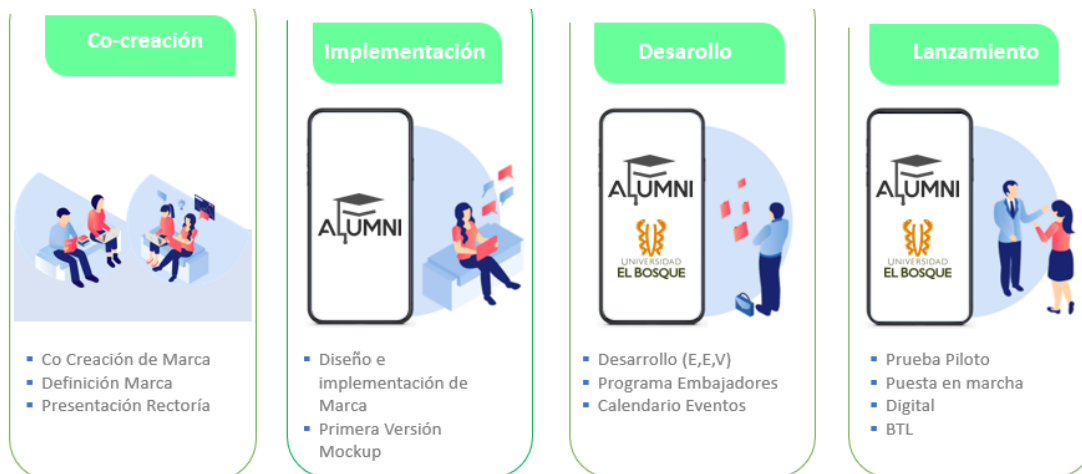 Co-creación
Co Creación de Marca
Definición Marca
Presentación Rectoría
Implementación
ALUMNI
Diseño e
implementación de
Marca
Primera Versión
Mockup
Desarollo
ALUMNI
UNIVERSIDAD
EL BOSQUE
Desarrollo (E,E,V)
Programa Embajadores
Calendario Eventos
Lanzamiento
ALUMNI
UNIVERSIDAD
EL BOSQUE
Prueba Piloto
Puesta en marcha
Digital
BTL